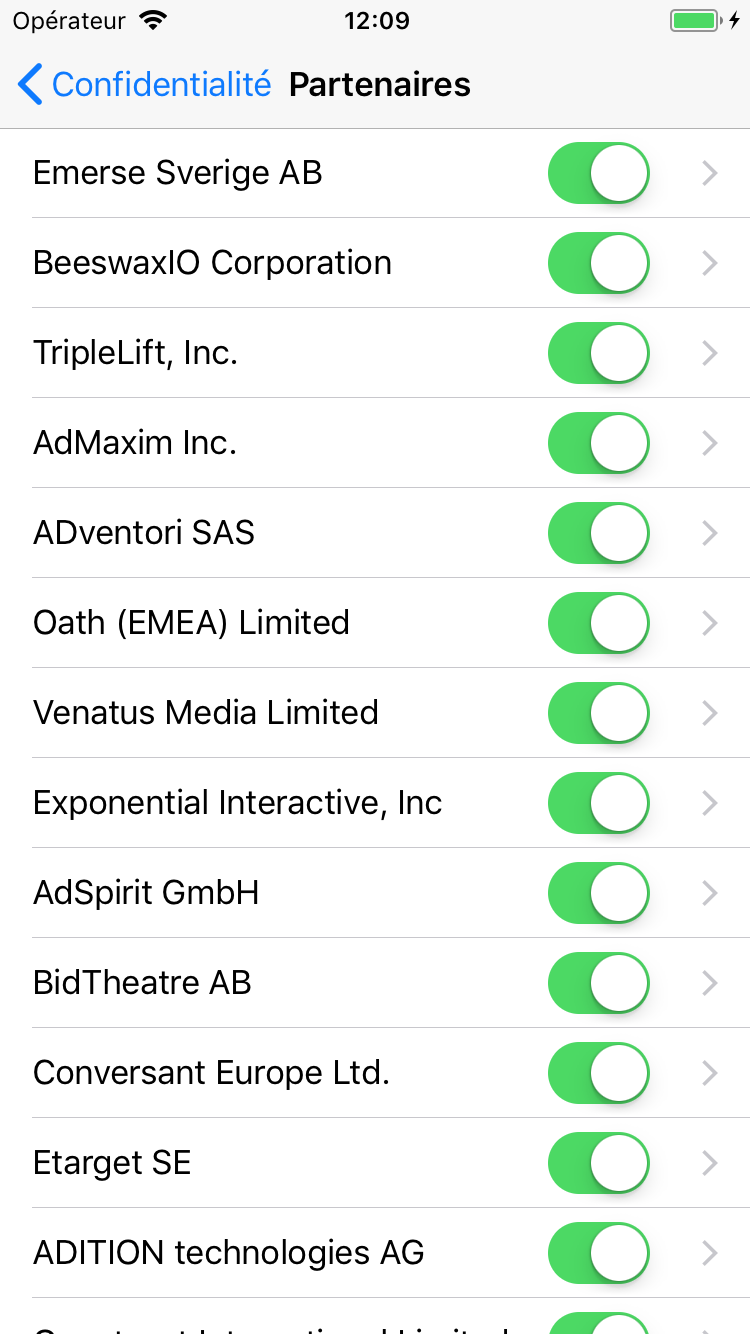 Opérateur 12:09
Confidentialité Partenaires
Emerse Sverige AB
BeeswaxIO Corporation
TripleLift, Inc.
AdMaxim Inc.
ADventori SAS
Oath (EMEA) Limited
Venatus Media Limited
Exponential Interactive, Inc
AdSpirit GmbH
BidTheatre AB
Conversant Europe Ltd.
Etarget SE
ADITION technologies AG